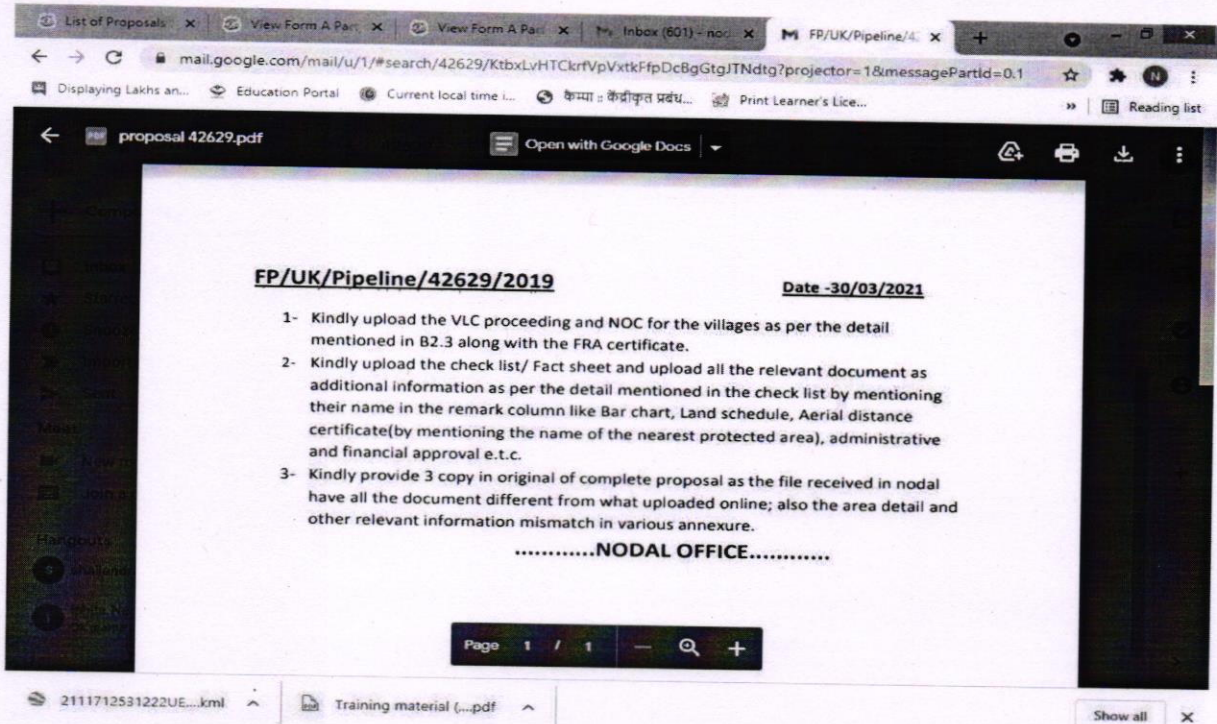 List of Proposals
View Form A Par
View Form A Par
Inbox (601) - nod
FP/UK/Pipeline/4
mail.google.com/mail/u/1/#search/42629/KtbxLvHTCkrfVpVxtkFfpDcBgGtgJTNdtg?projector=1&messagePartId=0.1
N
Displaying Lakhs an...
Education Portal
Current local time i...
कैम्पा :: केंद्रीकृत प्रबंध...
Print Learner's Lice...
»
Reading list
PDF
proposal 42629.pdf
Open with Google Docs
FP/UK/Pipeline/42629/2019
Date -30/03/2021
1- Kindly upload the VLC proceeding and NOC for the villages as per the detail
mentioned in B2.3 along with the FRA certificate.
2- Kindly upload the check list/ Fact sheet and upload all the relevant document as
additional information as per the detail mentioned in the check list by mentioning
their name in the remark column like Bar chart, Land schedule, Aerial distance
certificate(by mentioning the name of the nearest protected area), administrative
and financial approval e.t.c.
3- Kindly provide 3 copy in original of complete proposal as the file received in nodal
have all the document different from what uploaded online; also the area detail and
other relevant information mismatch in various annexure.
............NODAL OFFICE............
Inbox
Starred
Sent
Meet
Hangouts
Page 1 / 1
2111712531222UE....kml
Training material (....pdf
Show all